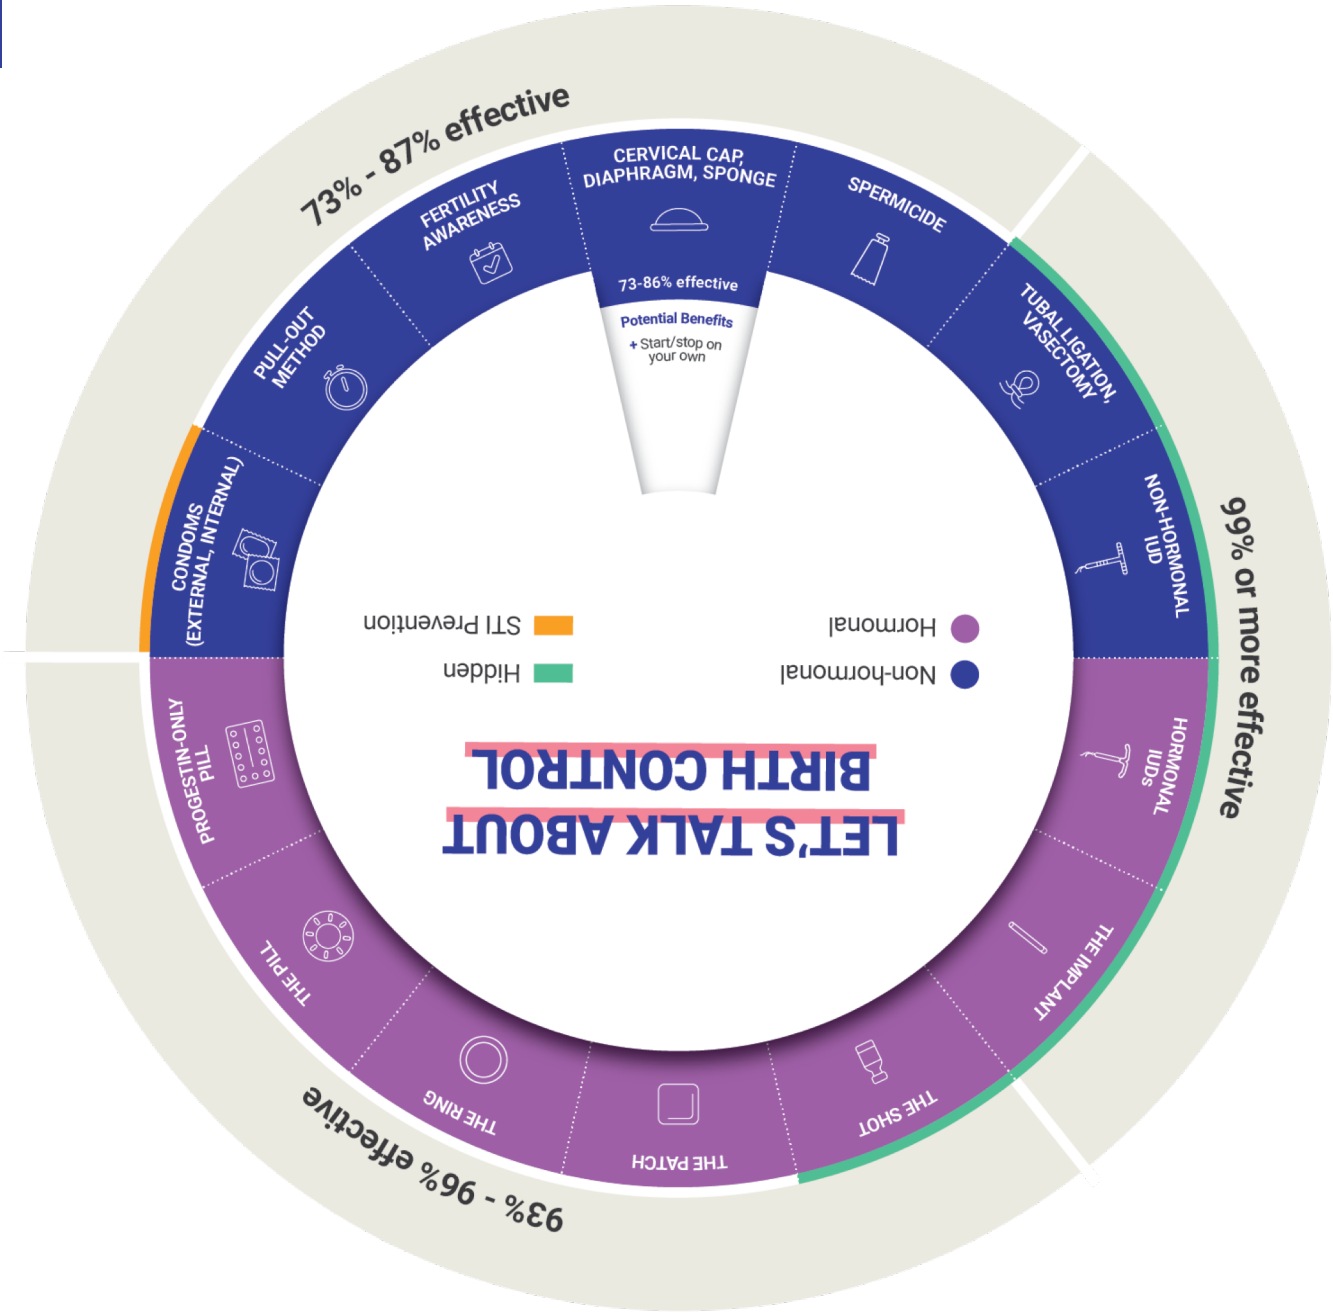 LET'S TALK ABOUT
BIRTH CONTROL
Non-hormonal
Hormonal
Hidden
STI Prevention
73% - 87% effective
CONDOMS
(EXTERNAL, INTERNAL)
PULL-OUT
METHOD
FERTILITY
AWARENESS
CERVICAL CAP,
DIAPHRAGM, SPONGE
73-86% effective
Potential Benefits
+ Start/stop on
your own
SPERMICIDE
99% or more effective
TUBAL LIGATION,
VASECTOMY
NON-HORMONAL
IUD
HORMONAL
IUDs
THE IMPLANT
93% - 96% effective
THE SHOT
THE PATCH
THE RING
THE PILL
PROGESTIN-ONLY
PILL